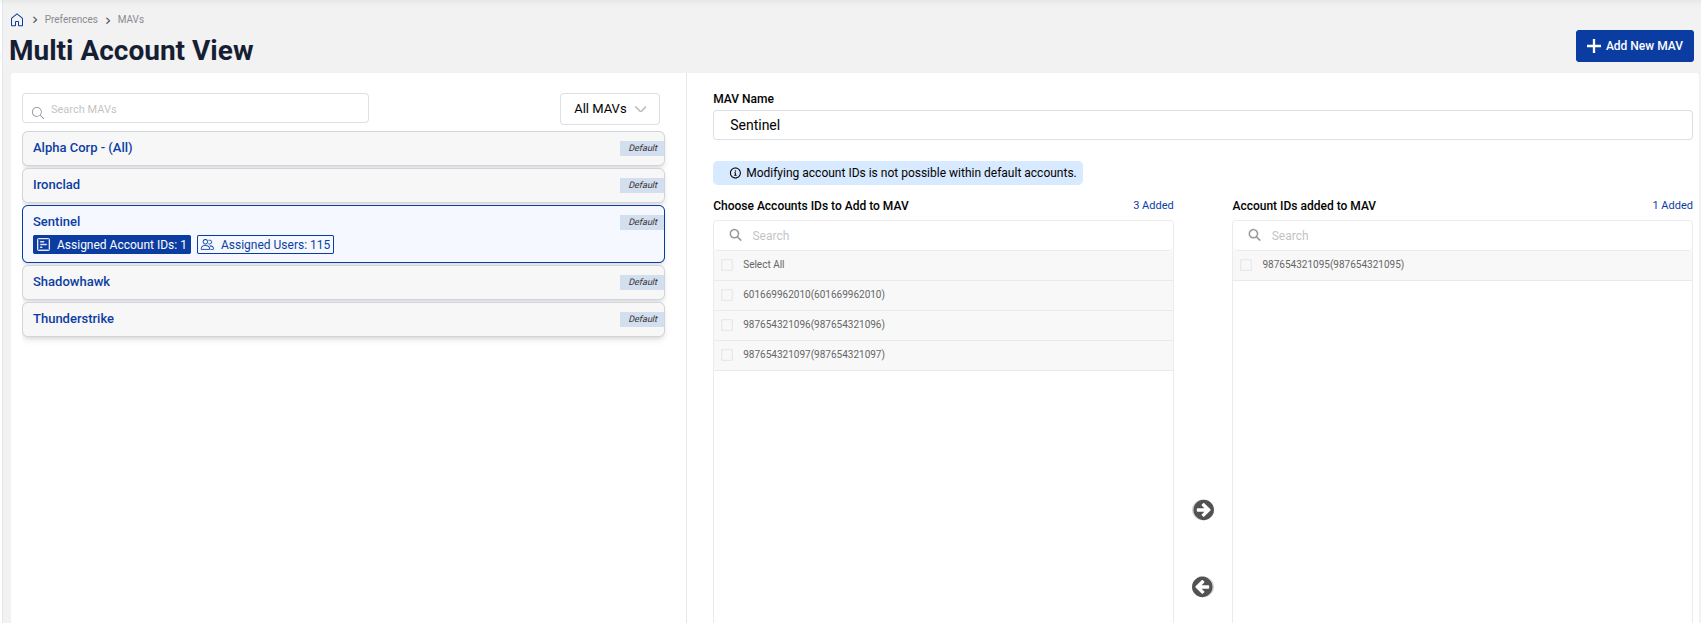 Preferences
MAVs
Multi Account View
Add New MAV
Search MAVs
All MAVs
Alpha Corp - (All)
Default
Ironclad
Default
Sentinel
Default
Assigned Account IDs: 1
Assigned Users: 115
Shadowhawk
Default
Thunderstrike
Default
MAV Name
Sentinel
Modifying account IDs is not possible within default accounts.
Choose Accounts IDs to Add to MAV
3 Added
Search
Select All
601669962010(601669962010)
987654321096(987654321096)
987654321097(987654321097)
Account IDs added to MAV
1 Added
Search
987654321095(987654321095)